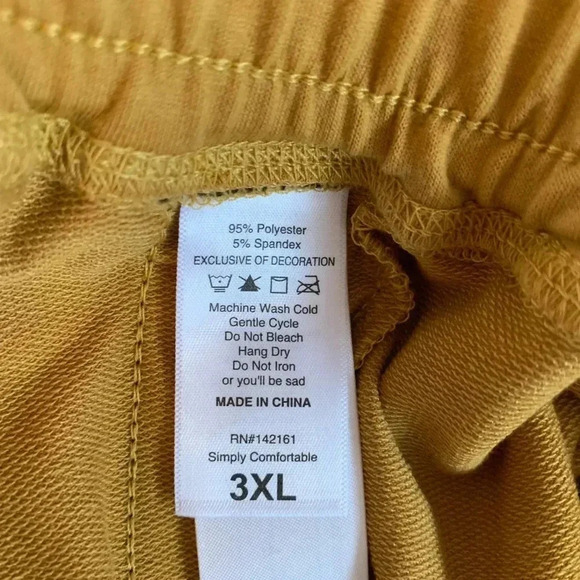 95% Polyester
5% Spandex
EXCLUSIVE OF DECORATION
Machine Wash Cold
Gentle Cycle
Do Not Bleach
Hang Dry
Do Not Iron
or you'll be sad
MADE IN CHINA
RN#142161
Simply Comfortable
3XL